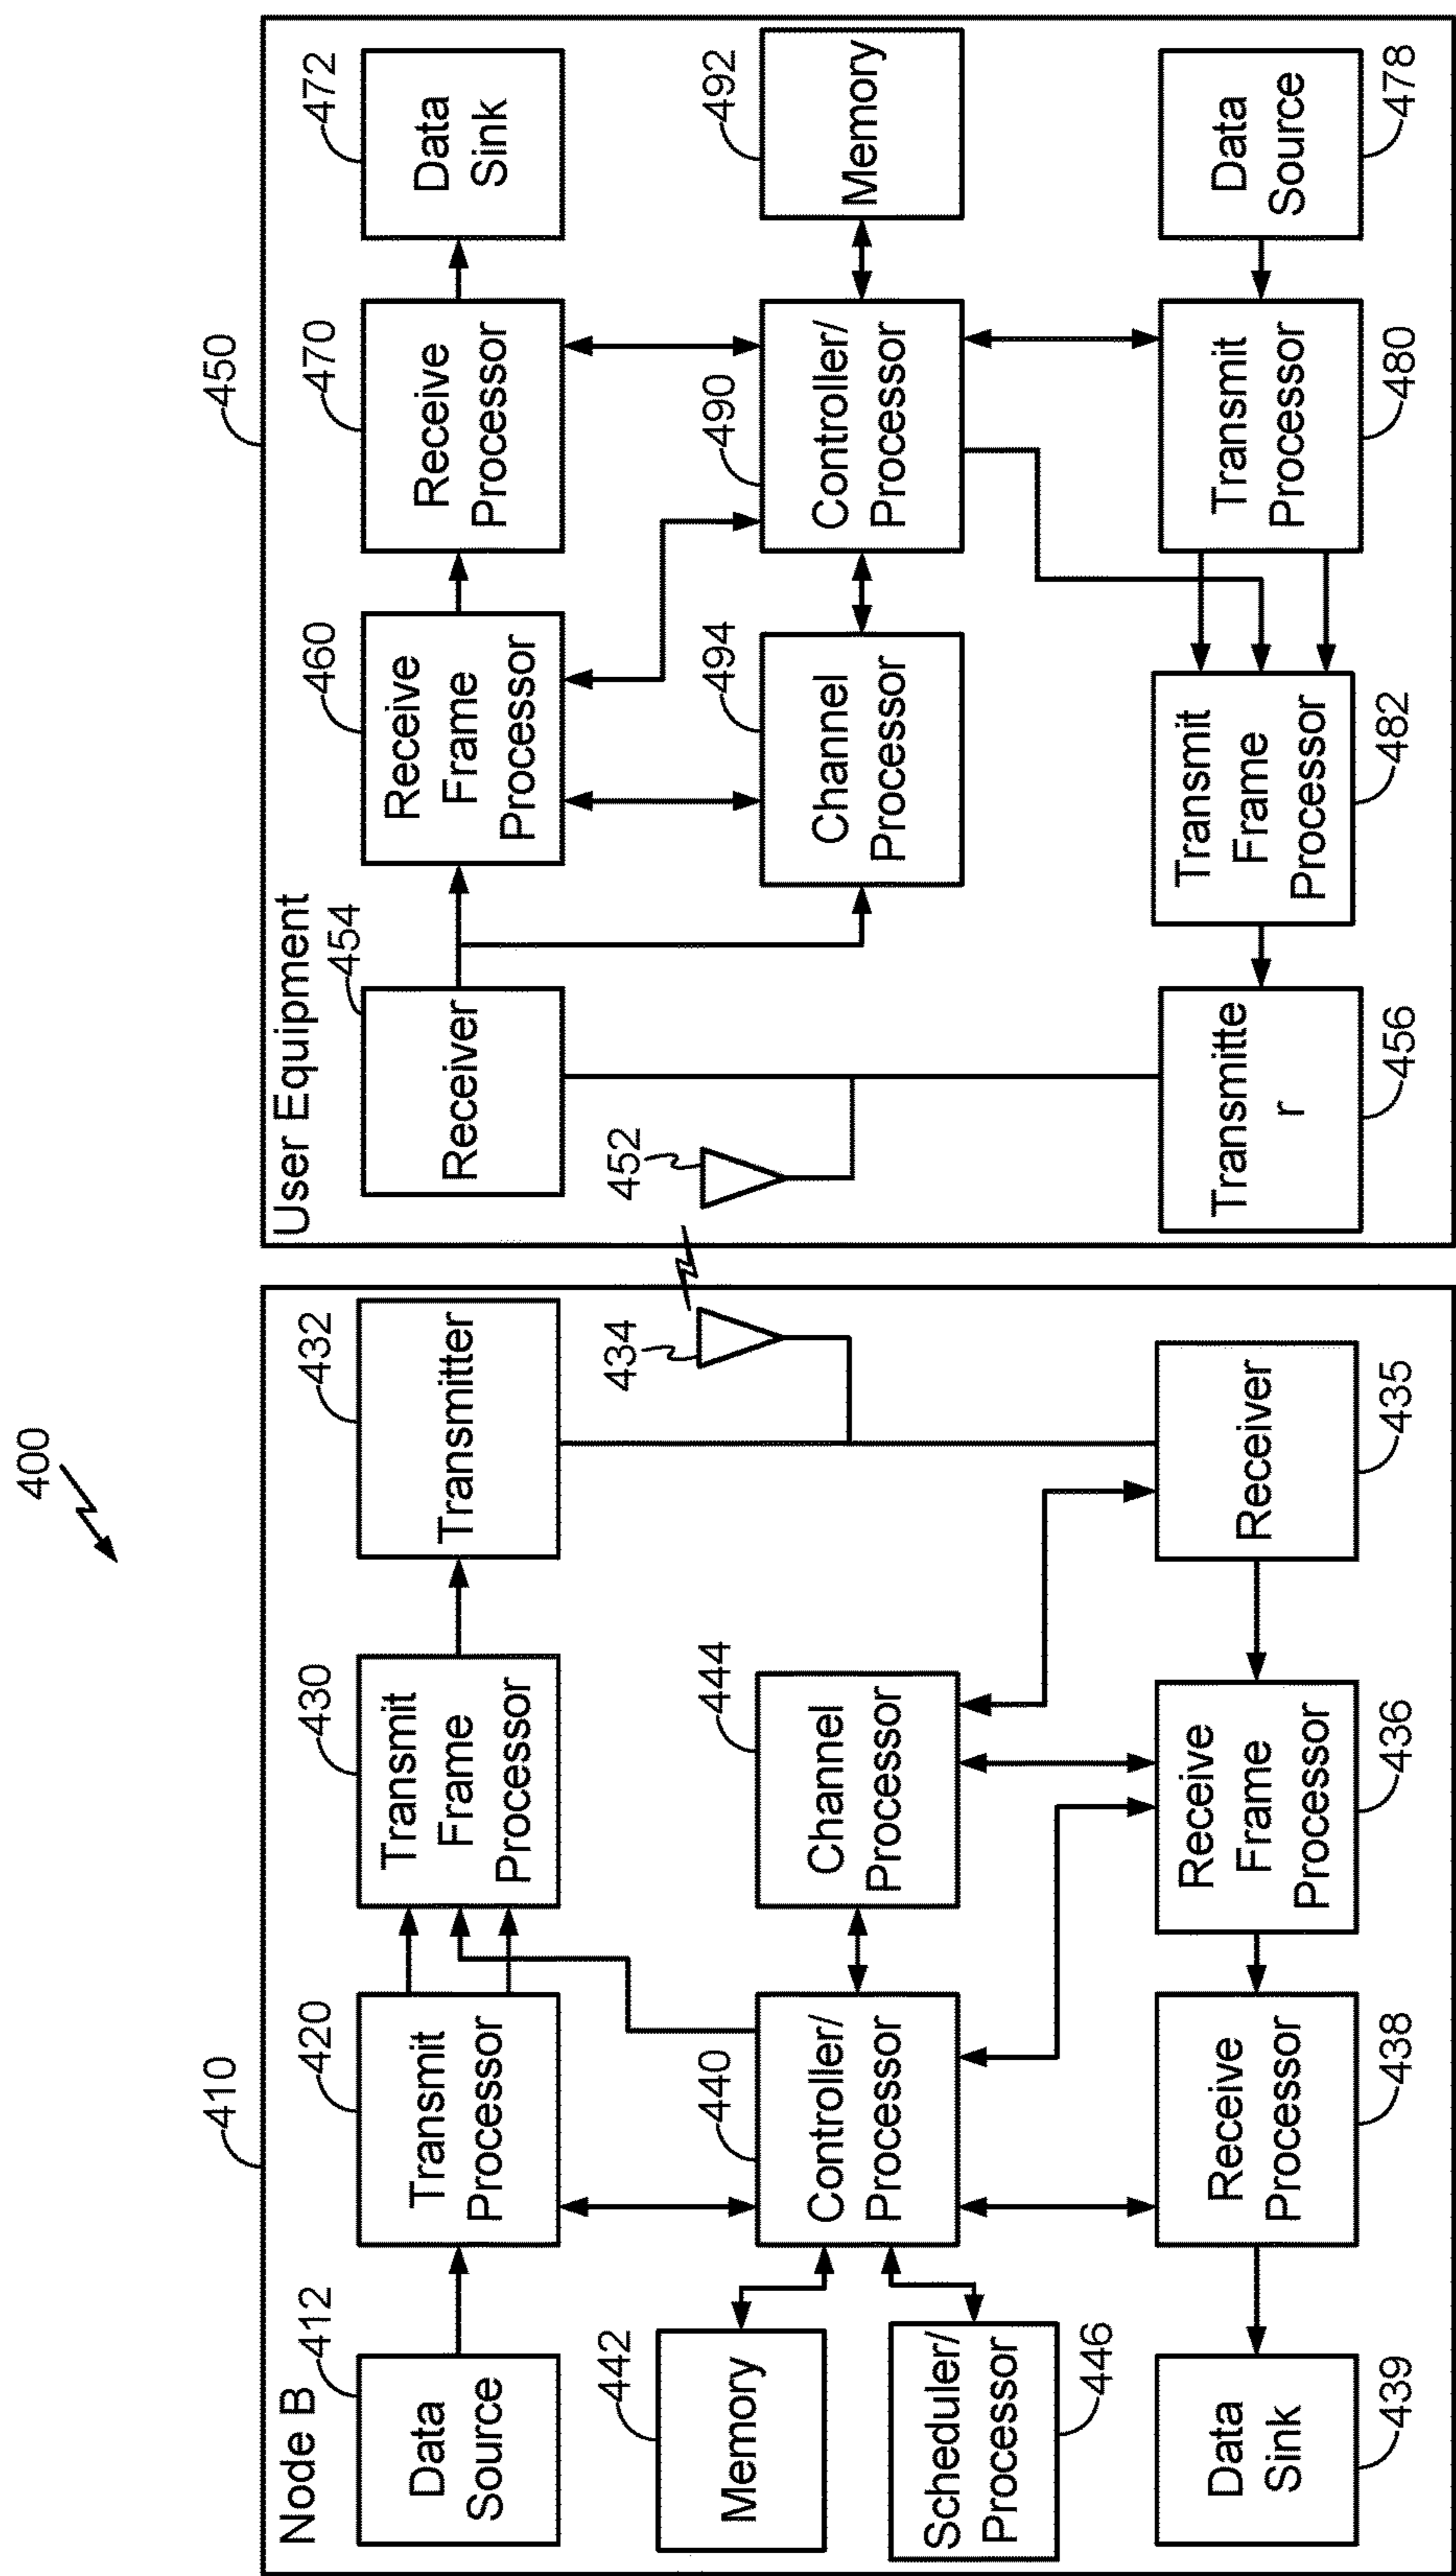 400
410
Node B
412
Data
Source
420
Transmit
Processor
430
Transmit
Frame
Processor
432
Transmitter
442
Memory
440
Controller/
Processor
444
Channel
Processor
434
446
Scheduler/
Processor
Data
Sink
439
Receive
Processor
438
Receive
Frame
Processor
436
Receiver
435
450
User Equipment
454
Receiver
460
Receive
Frame
Processor
470
Receive
Processor
472
Data
Sink
452
494
Channel
Processor
490
Controller/
Processor
492
Memory
Transmitte
r
456
Transmit
Frame
Processor
482
Transmit
Processor
480
Data
Source
478